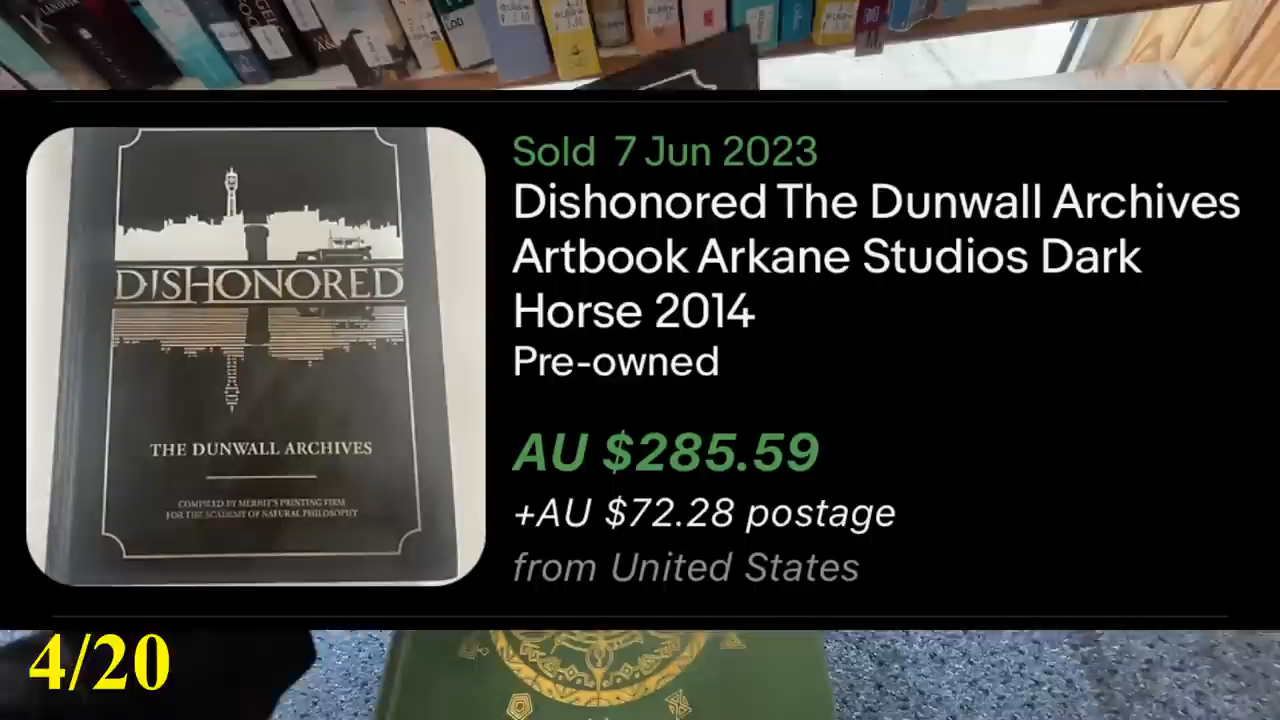 Sold 7 Jun 2023
Dishonored The Dunwall Archives
Artbook Arkane Studios Dark
Horse 2014
Pre-owned
AU $285.59
+AU $72.28 postage
from United States
DISHONORED
THE DUNWALL ARCHIVES
COMPILED BY MERRIT'S PRINTING FIRM
FOR THE ACADEMY OF NATURAL PHILOSOPHY
4/20